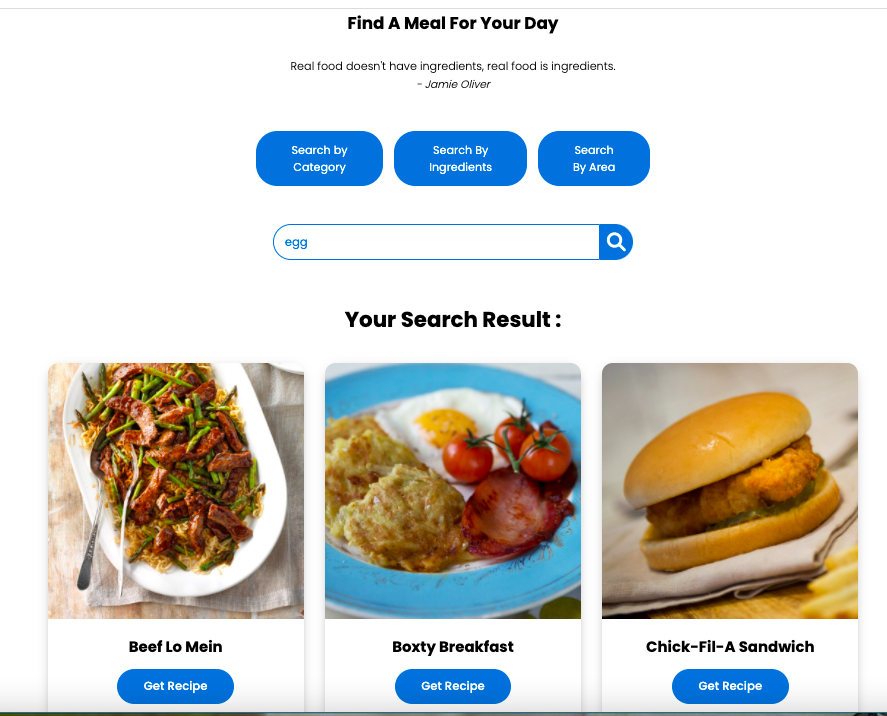 Find A Meal For Your Day
Real food doesn't have ingredients, real food is ingredients.
- Jamie Oliver
Search by
Category
Search By
Ingredients
Search
By Area
egg
Your Search Result :
Beef Lo Mein
Get Recipe
Boxty Breakfast
Get Recipe
Chick-Fil-A Sandwich
Get Recipe